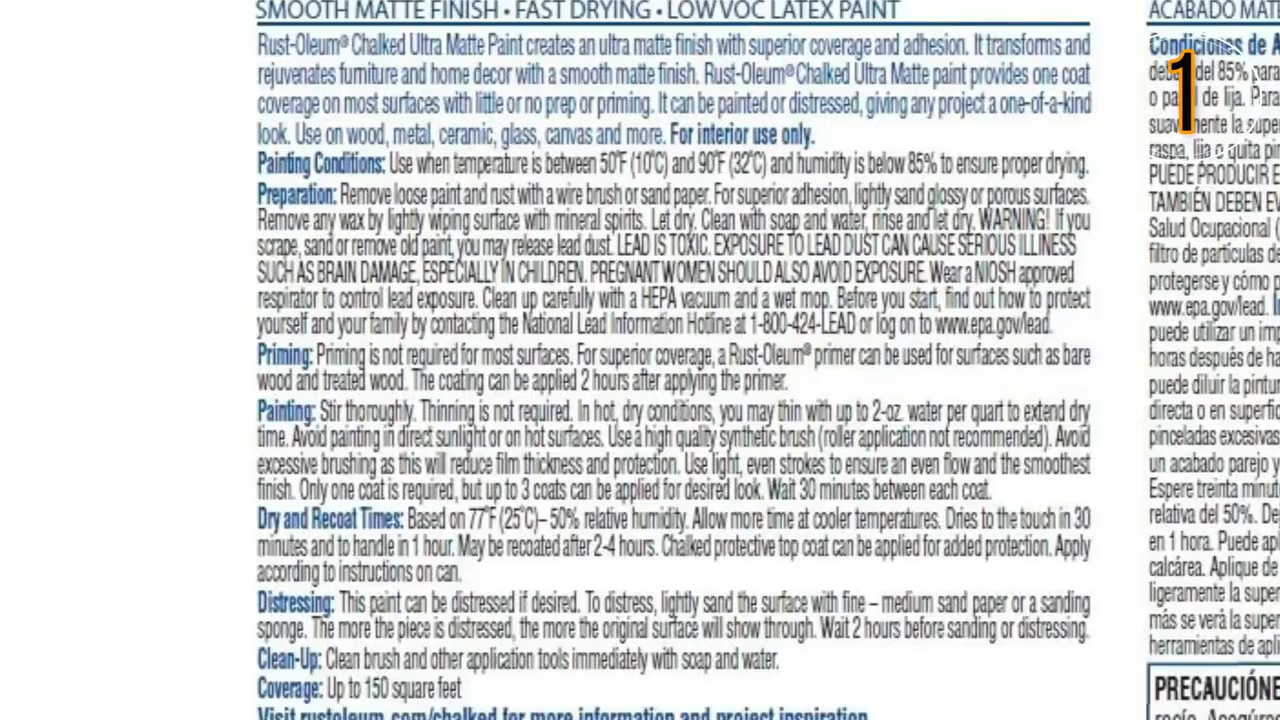 SMOOTH MATTE FINISH • FAST DRYING • LOW VOC LATEX PAINT
Rust-Oleum® Chalked Ultra Matte Paint creates an ultra matte finish with superior coverage and adhesion. It transforms and
rejuvenates furniture and home decor with a smooth matte finish. Rust-Oleum® Chalked Ultra Matte paint provides one coat
coverage on most surfaces with little or no prep or priming. It can be painted or distressed, giving any project a one-of-a-kind
look. Use on wood, metal, ceramic, glass, canvas and more. For interior use only.
Painting Conditions: Use when temperature is between 50°F (10°C) and 90°F (32°C) and humidity is below 85% to ensure proper drying.
Preparation: Remove loose paint and rust with a wire brush or sand paper. For superior adhesion, lightly sand glossy or porous surfaces.
Remove any wax by lightly wiping surface with mineral spirits. Let dry. Clean with soap and water, rinse and let dry. WARNING! If you
scrape, sand or remove old paint, you may release lead dust. LEAD IS TOXIC. EXPOSURE TO LEAD DUST CAN CAUSE SERIOUS ILLNESS
SUCH AS BRAIN DAMAGE, ESPECIALLY IN CHILDREN. PREGNANT WOMEN SHOULD ALSO AVOID EXPOSURE. Wear a NIOSH approved
respirator to control lead exposure. Clean up carefully with a HEPA vacuum and a wet mop. Before you start, find out how to protect
yourself and your family by contacting the National Lead Information Hotline at 1-800-424-LEAD or log on to www.epa.gov/lead.
Priming: Priming is not required for most surfaces. For superior coverage, a Rust-Oleum® primer can be used for surfaces such as bare
wood and treated wood. The coating can be applied 2 hours after applying the primer.
Painting: Stir thoroughly. Thinning is not required. In hot, dry conditions, you may thin with up to 2-oz. water per quart to extend dry
time. Avoid painting in direct sunlight or on hot surfaces. Use a high quality synthetic brush (roller application not recommended). Avoid
excessive brushing as this will reduce film thickness and protection. Use light, even strokes to ensure an even flow and the smoothest
finish. Only one coat is required, but up to 3 coats can be applied for desired look. Wait 30 minutes between each coat.
Dry and Recoat Times: Based on 77°F (25°C)– 50% relative humidity. Allow more time at cooler temperatures. Dries to the touch in 30
minutes and to handle in 1 hour. May be recoated after 2-4 hours. Chalked protective top coat can be applied for added protection. Apply
according to instructions on can.
Distressing: This paint can be distressed if desired. To distress, lightly sand the surface with fine – medium sand paper or a sanding
sponge. The more the piece is distressed, the more the original surface will show through. Wait 2 hours before sanding or distressing.
Clean-Up: Clean brush and other application tools immediately with soap and water.
Coverage: Up to 150 square feet
Visit rustoleum.com/chalked for more information and project inspiration
ACABADO MATE
Condiciones de A
del 85% para
o de lija. Para
la super
raspa, lija quita pin
PUEDE PRODUCIR E
TAMBIÉN DEBEN EV
Salud Ocupacional (
filtro de partículas de
protegerse y cómo p
www.epa.gov/lead.
puede utilizar un imp
horas después de ha
puede diluir la pintur
directa o en superfic
pinceladas excesivas
un acabado parejo y
Espere treinta minut
relativa del 50%. De
en 1 hora. Puede apl
calcárea. Aplique de
ligeramente la super
más se verá la super
herramientas de apli
PRECAUCIÓNE
1